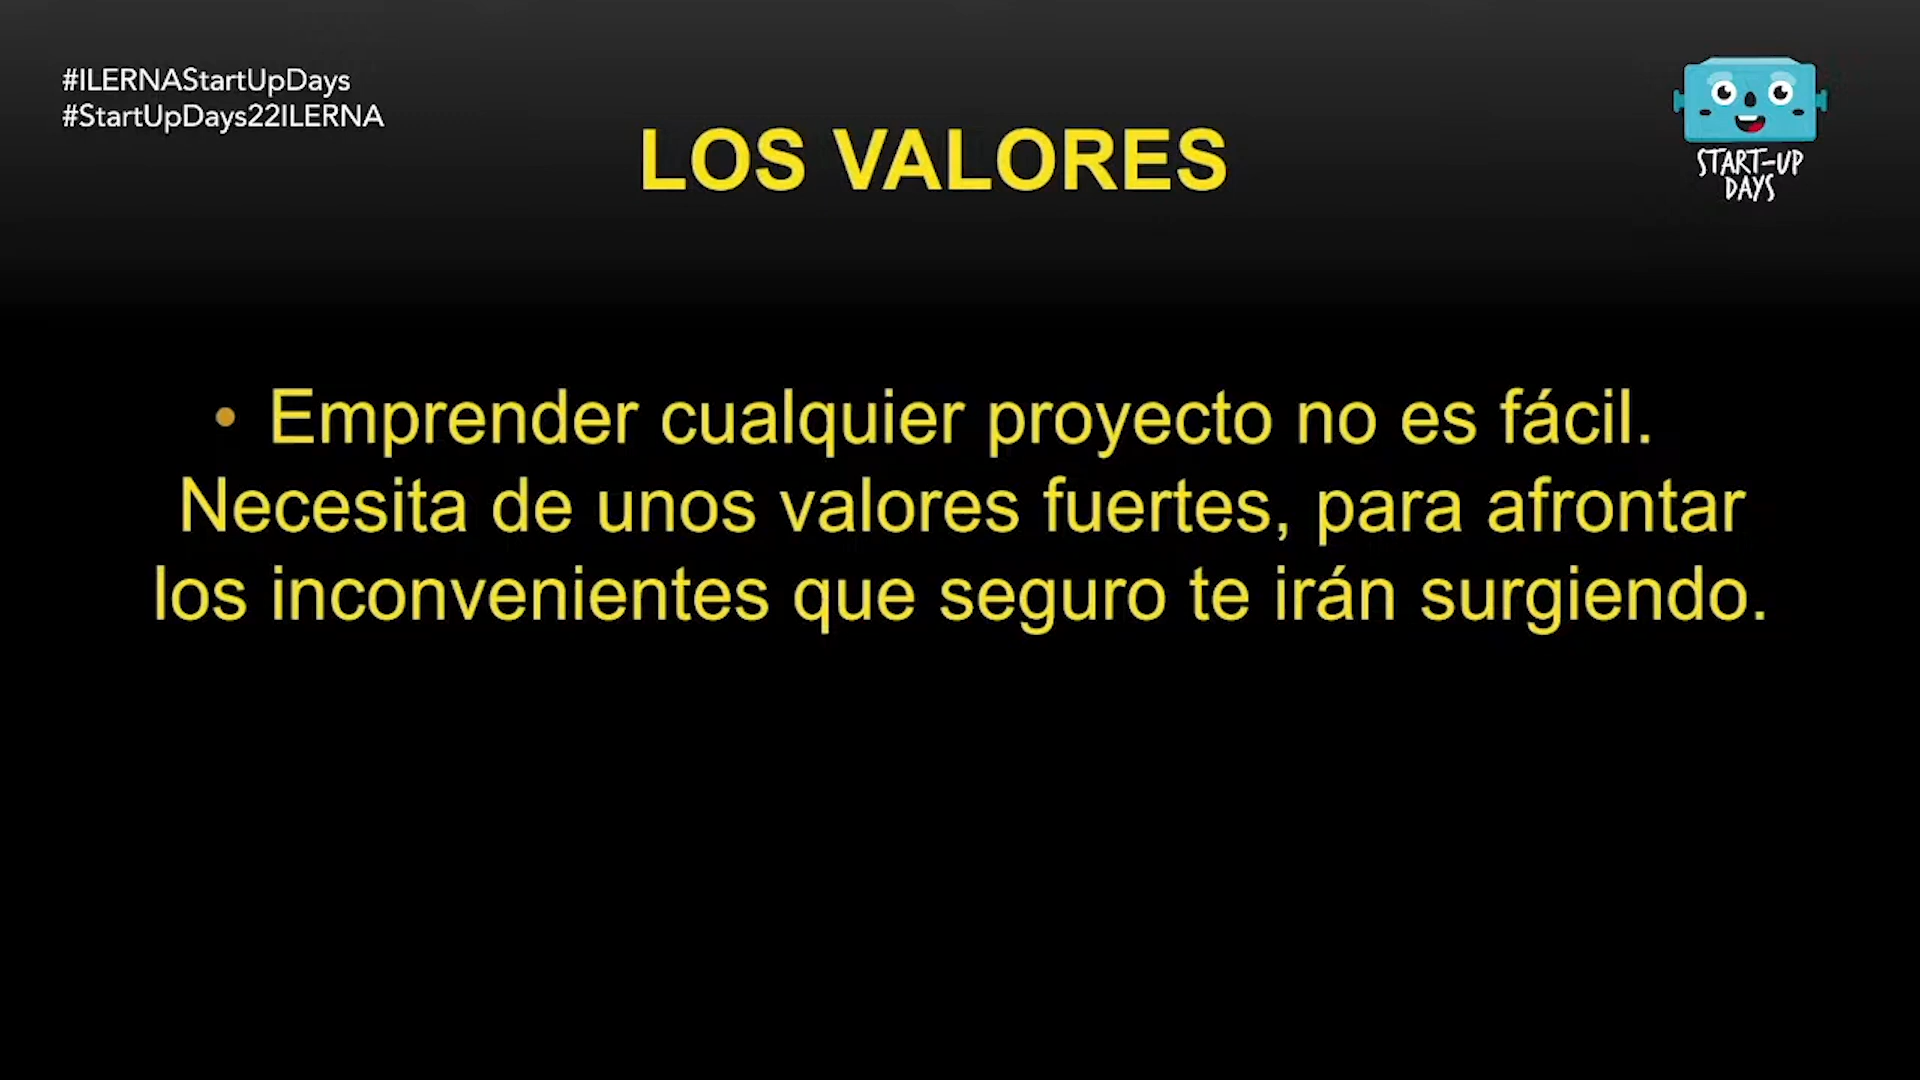 #ILERNAStartUpDays
#StartUpDays22ILERNA
START-UP
DAYS
LOS VALORES
• Emprender cualquier proyecto no es fácil.
Necesita de unos valores fuertes, para afrontar
los inconvenientes que seguro te irán surgiendo.